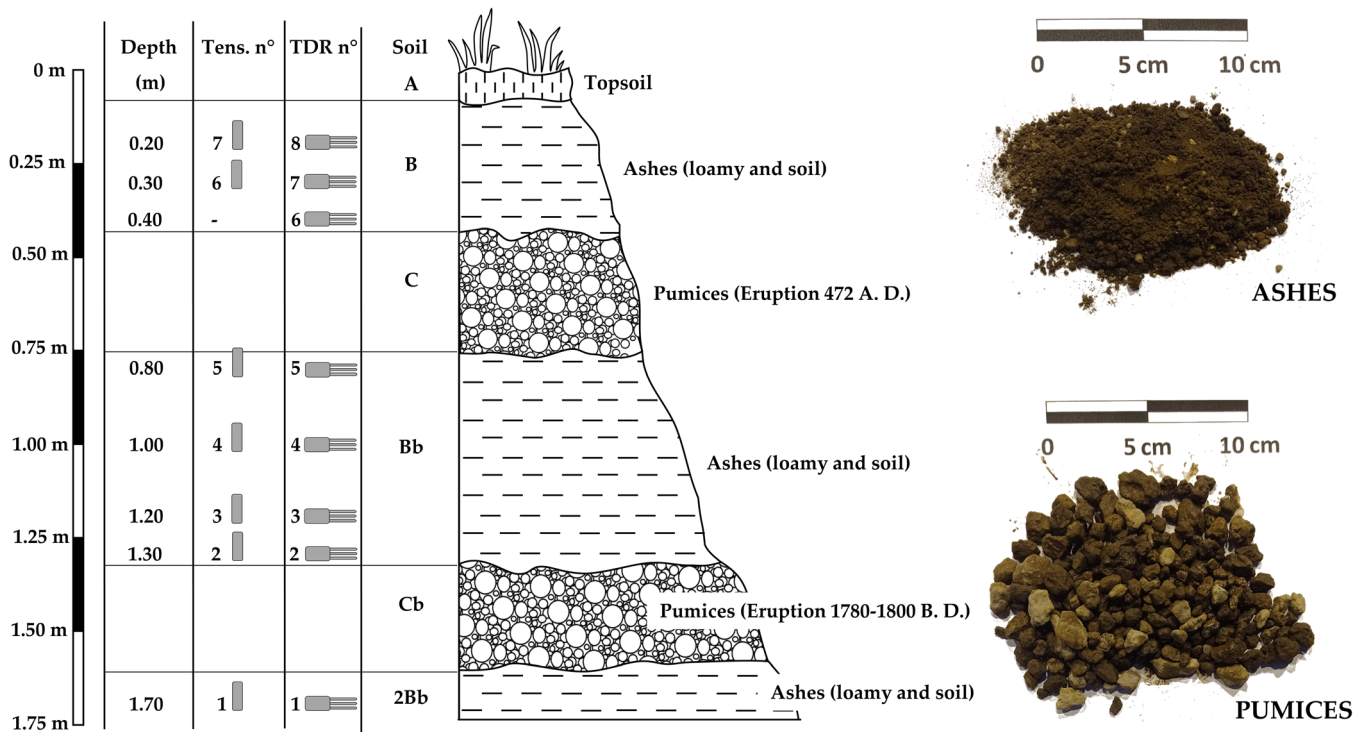 Depth (m) Tens. n° TDR n° Soil
0 m A Topsoil
0.20 7 8
0.25 m B Ashes (loamy and soil)
0.30 6 7
0.40 - 6
0.50 m
C Pumices (Eruption 472 A. D.)
0.75 m
0.80 5 5
1.00 m 1.00 4 4 Bb Ashes (loamy and soil)
1.20 3 3
1.25 m
1.30 2 2
Cb Pumices (Eruption 1780-1800 B. D.)
1.50 m
1.70 1 1 2Bb Ashes (loamy and soil)
1.75 m
0 5 cm 10 cm
ASHES
0 5 cm 10 cm
PUMICES